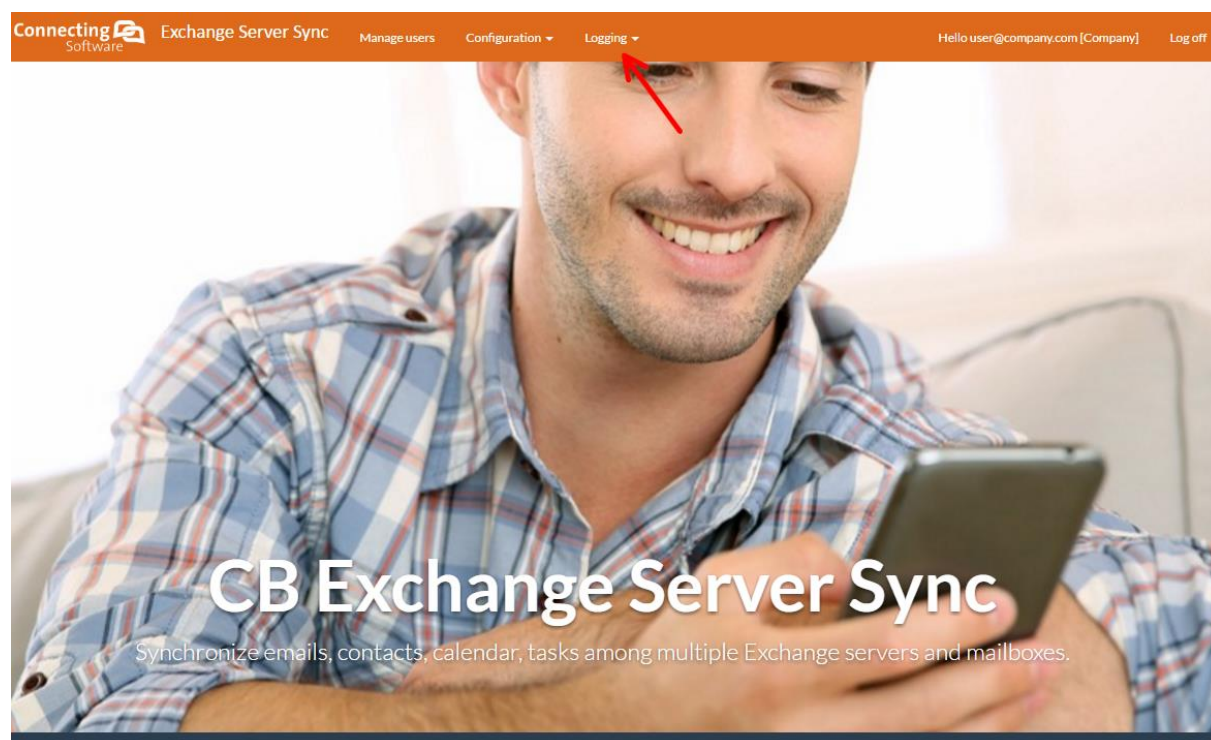 Connecting
Software
Exchange Server Sync
Manage users
Configuration
Logging
Hello user@company.com [Company]
Log off
CB Exchange Server Sync
Synchronize emails, contacts, calendar, tasks among multiple Exchange servers and mailboxes.